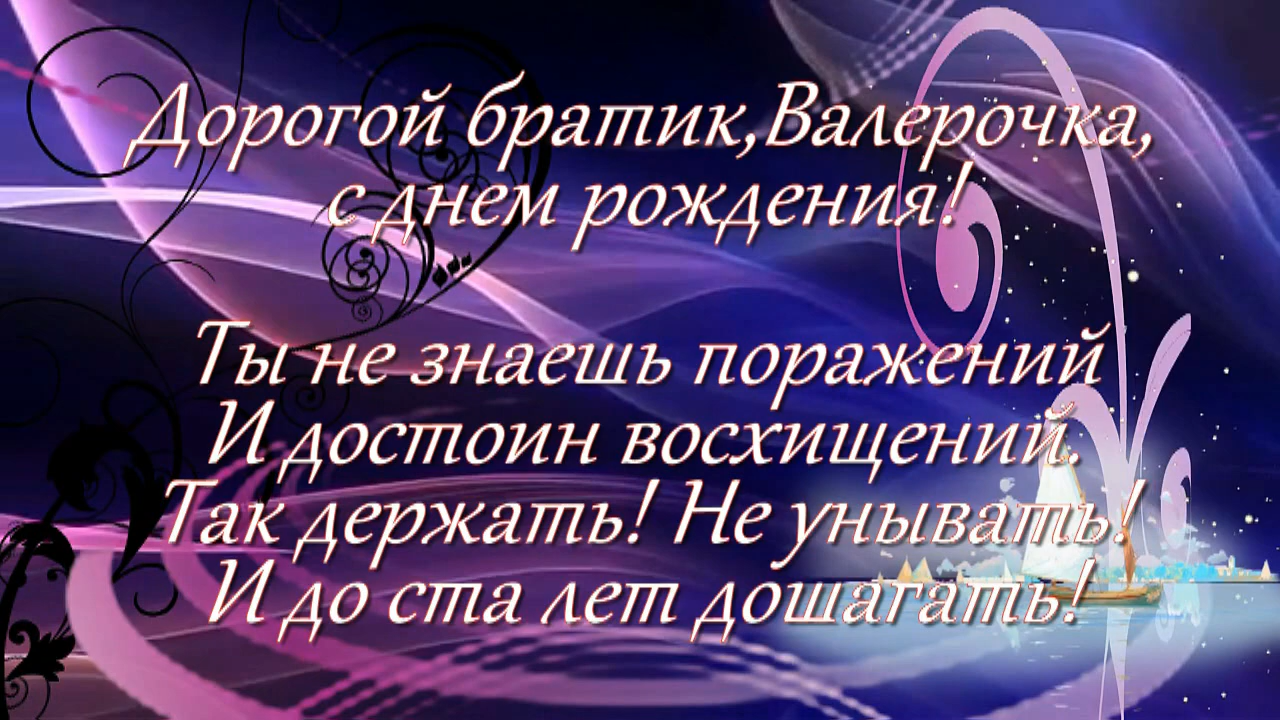 Дорогой братик,Валерочка,
с днем рождения!
Ты не знаешь поражений
И достоин восхищений.
Так держать! Не унывать!
И до ста лет дошагать!